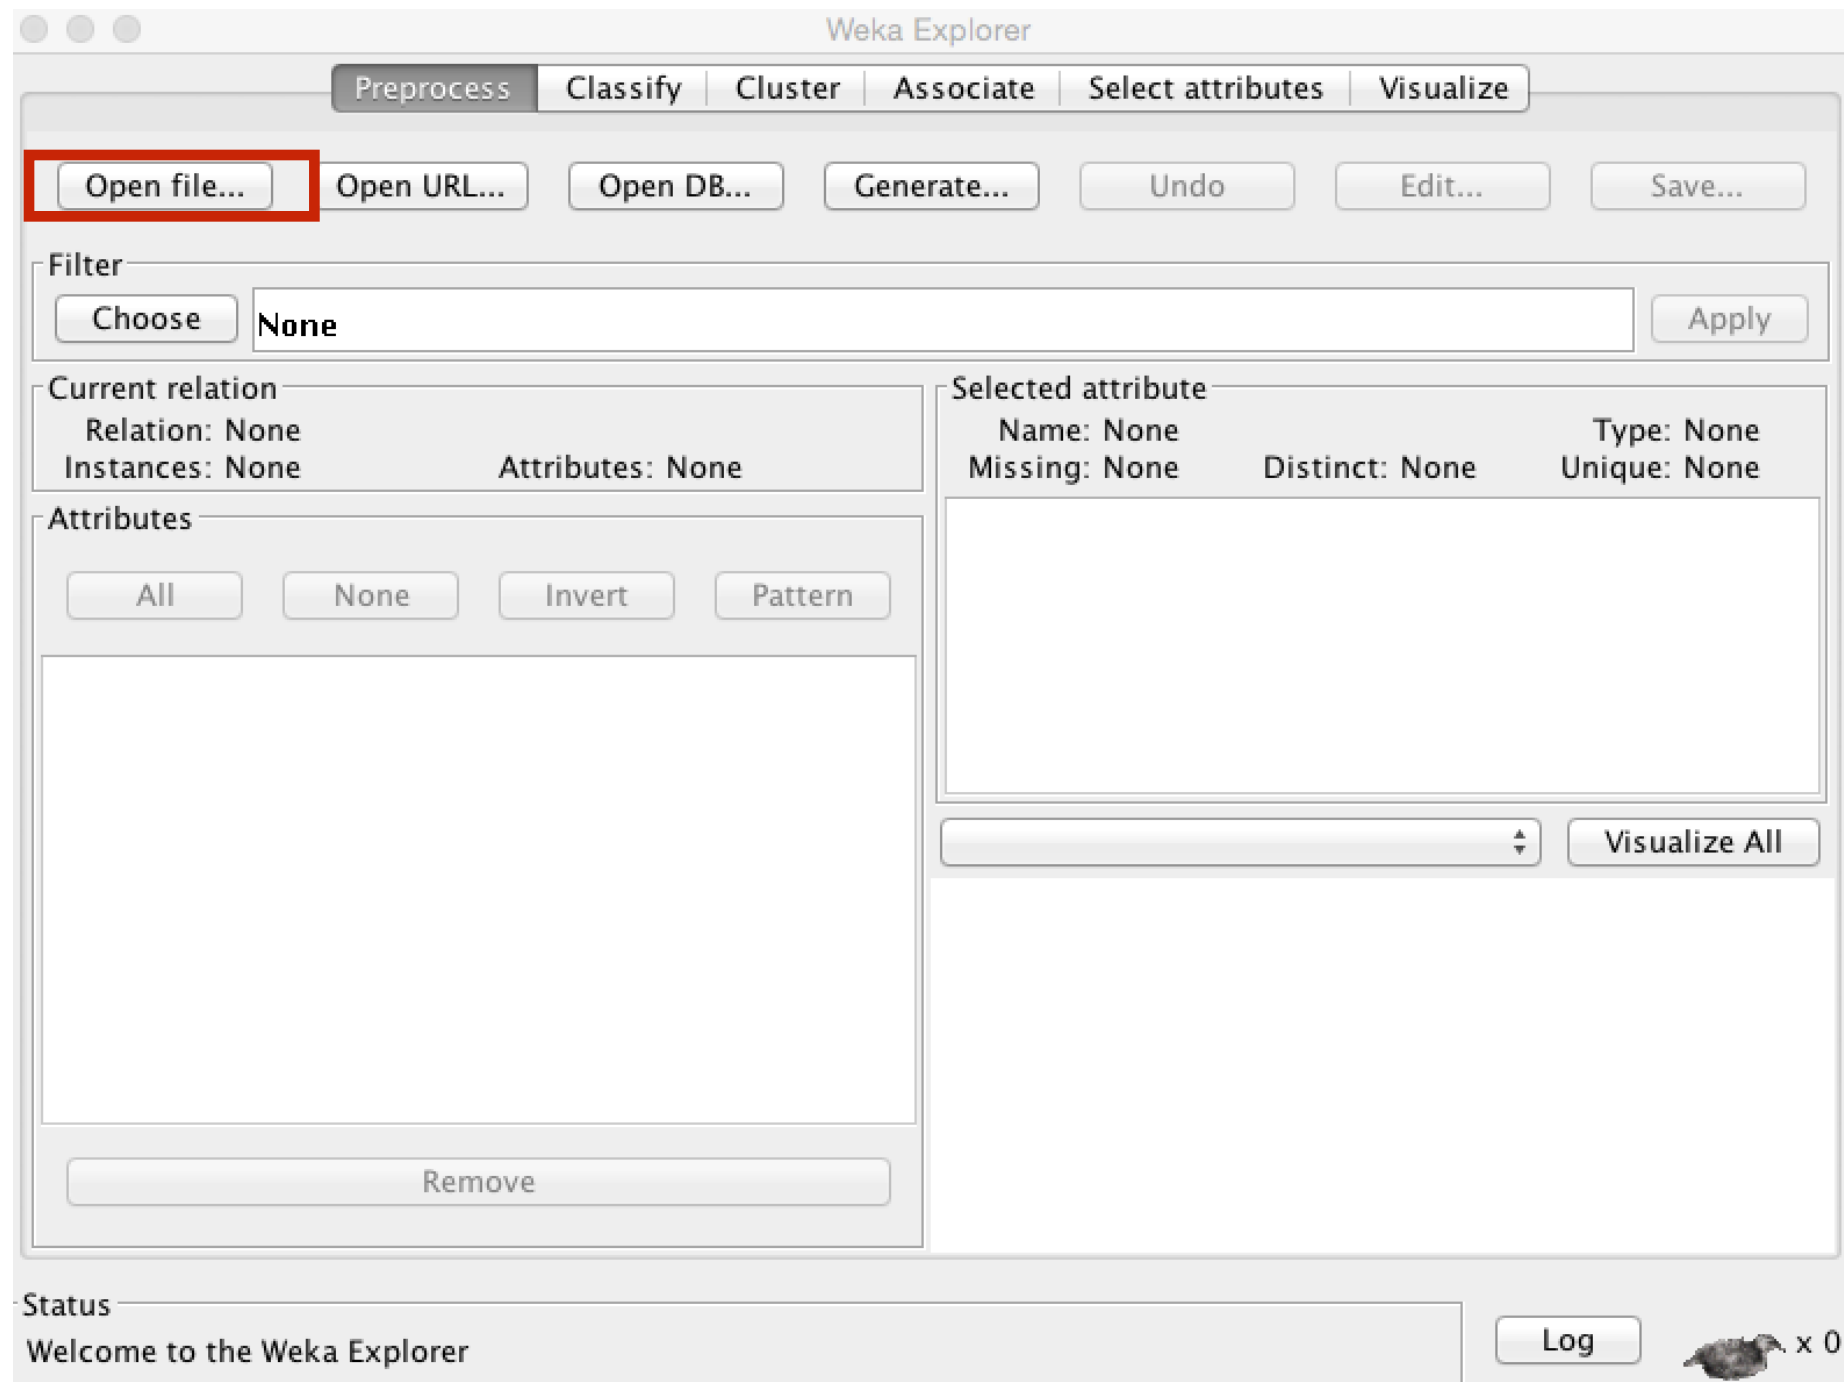 Weka Explorer
Preprocess Classify Cluster Associate Select attributes Visualize
Open file... Open URL... Open DB... Generate... Undo Edit... Save...
Filter
Choose None Apply
Current relation
Relation: None
Instances: None Attributes: None
Selected attribute
Name: None Type: None
Missing: None Distinct: None Unique: None
Attributes
All None Invert Pattern
Remove
Visualize All
Status
Welcome to the Weka Explorer
Log x 0